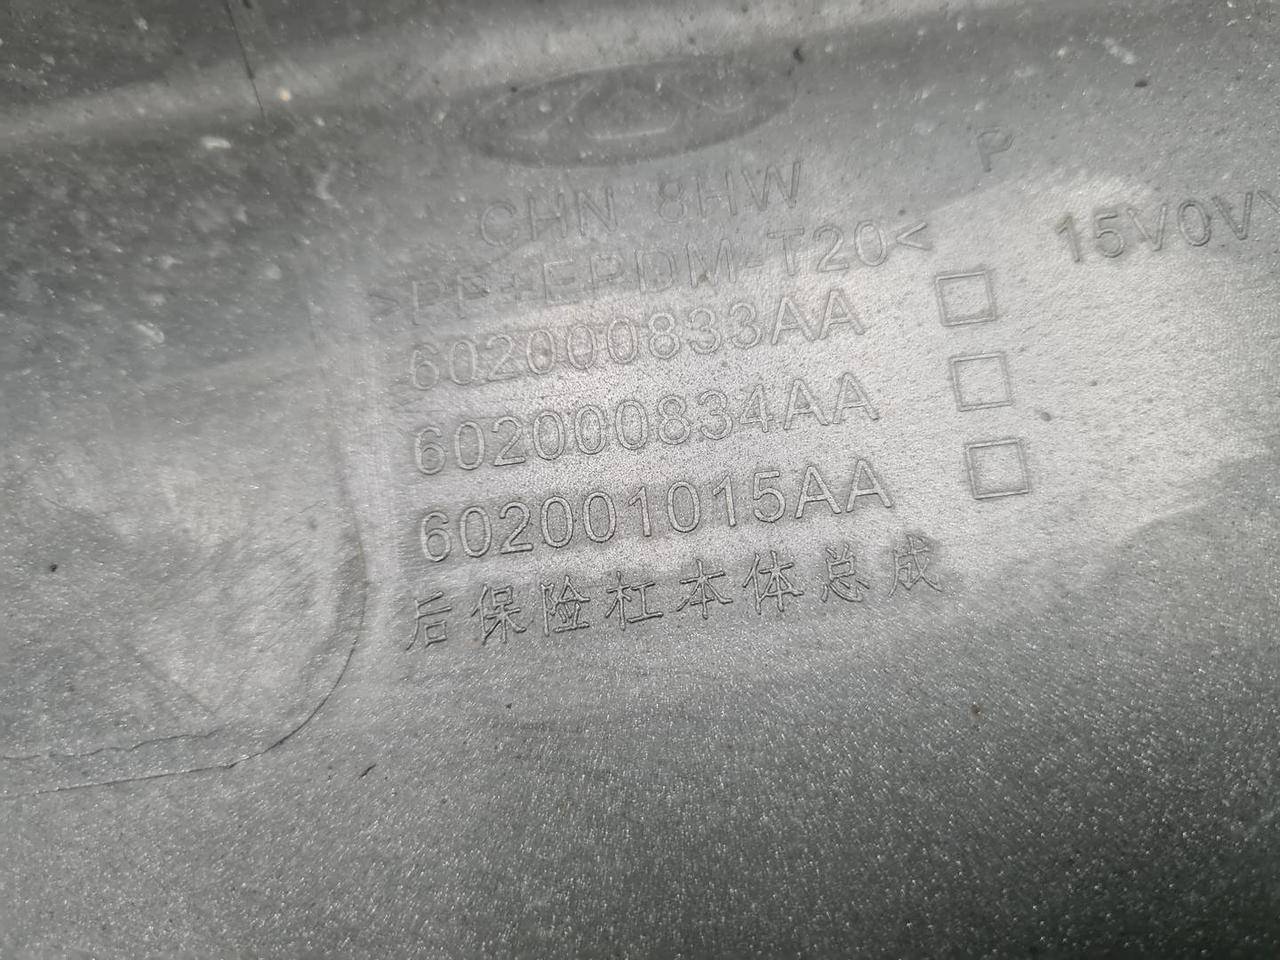 CHN 8HW
P
>PP+EPDM-T20<
15V0V
602000833AA □
602000834AA □
602001015AA □
后保险杠本体总成